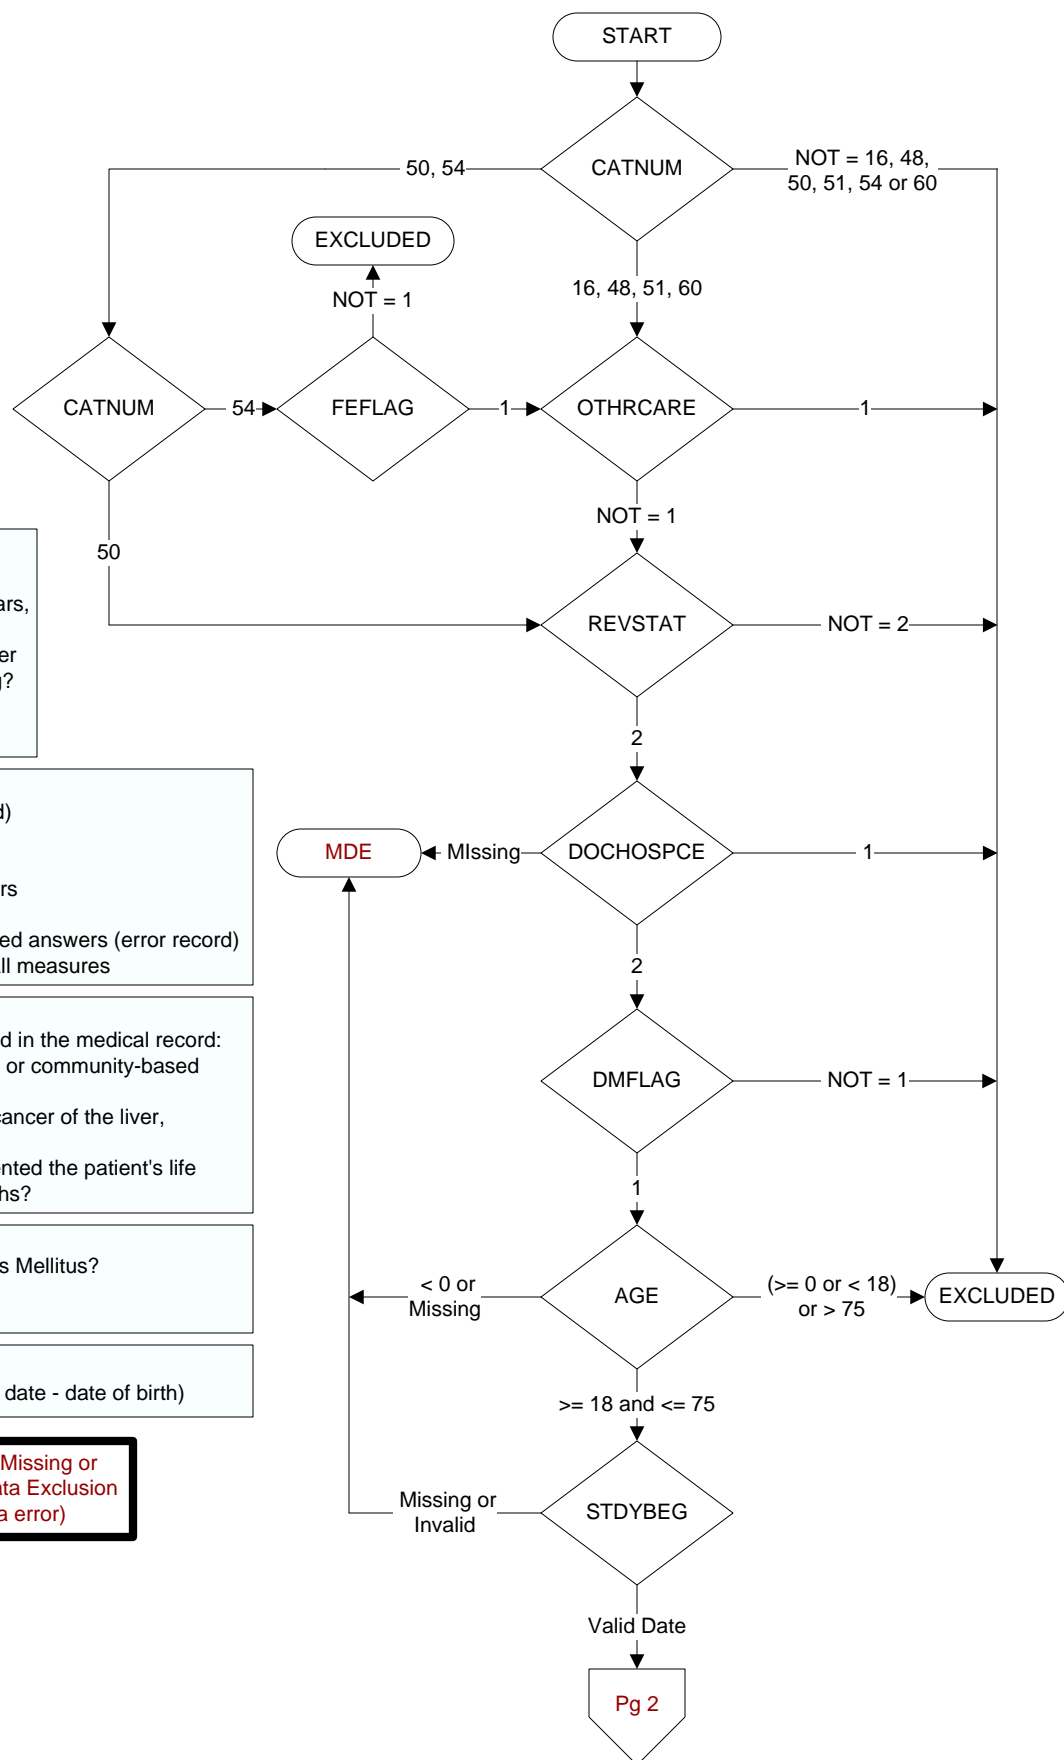 START
CATNUM
50, 54
NOT = 16, 48,
50, 51, 54 or 60
EXCLUDED
NOT = 1
16, 48, 51, 60
CATNUM
54
FEFLAG
1
OTHRCARE
1
NOT = 1
50
REVSTAT
NOT = 2
2
MDE
MIssing
DOCHOSPCE
1
2
DMFLAG
NOT = 1
1
< 0 or
Missing
AGE
(>= 0 or < 18)
or > 75
EXCLUDED
>= 18 and <= 75
Missing or
Invalid
STDYBEG
Valid Date
Pg 2
ars,
er
g?
d)
rs
ed answers (error record)
all measures
d in the medical record:
or community-based
cancer of the liver,
ented the patient's life
hs?
s Mellitus?
date - date of birth)
Missing or
ata Exclusion
a error)